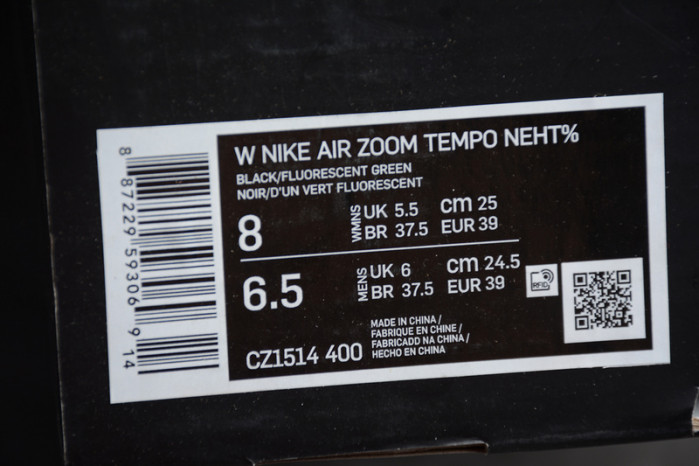 W NIKE AIR ZOOM TEMPO NEHT%
BLACK/FLUORESCENT GREEN
NOIR/D'UN VERT FLUORESCENT
8 WMNS UK 5.5 cm 25
BR 37.5 EUR 39
6.5 MENS UK 6 cm 24.5
BR 37.5 EUR 39
RFID
CZ1514 400
MADE IN CHINA /
FABRIQUE EN CHINE /
FABRICADD NA CHINA /
HECHO EN CHINA
8 87229 59306 9 14